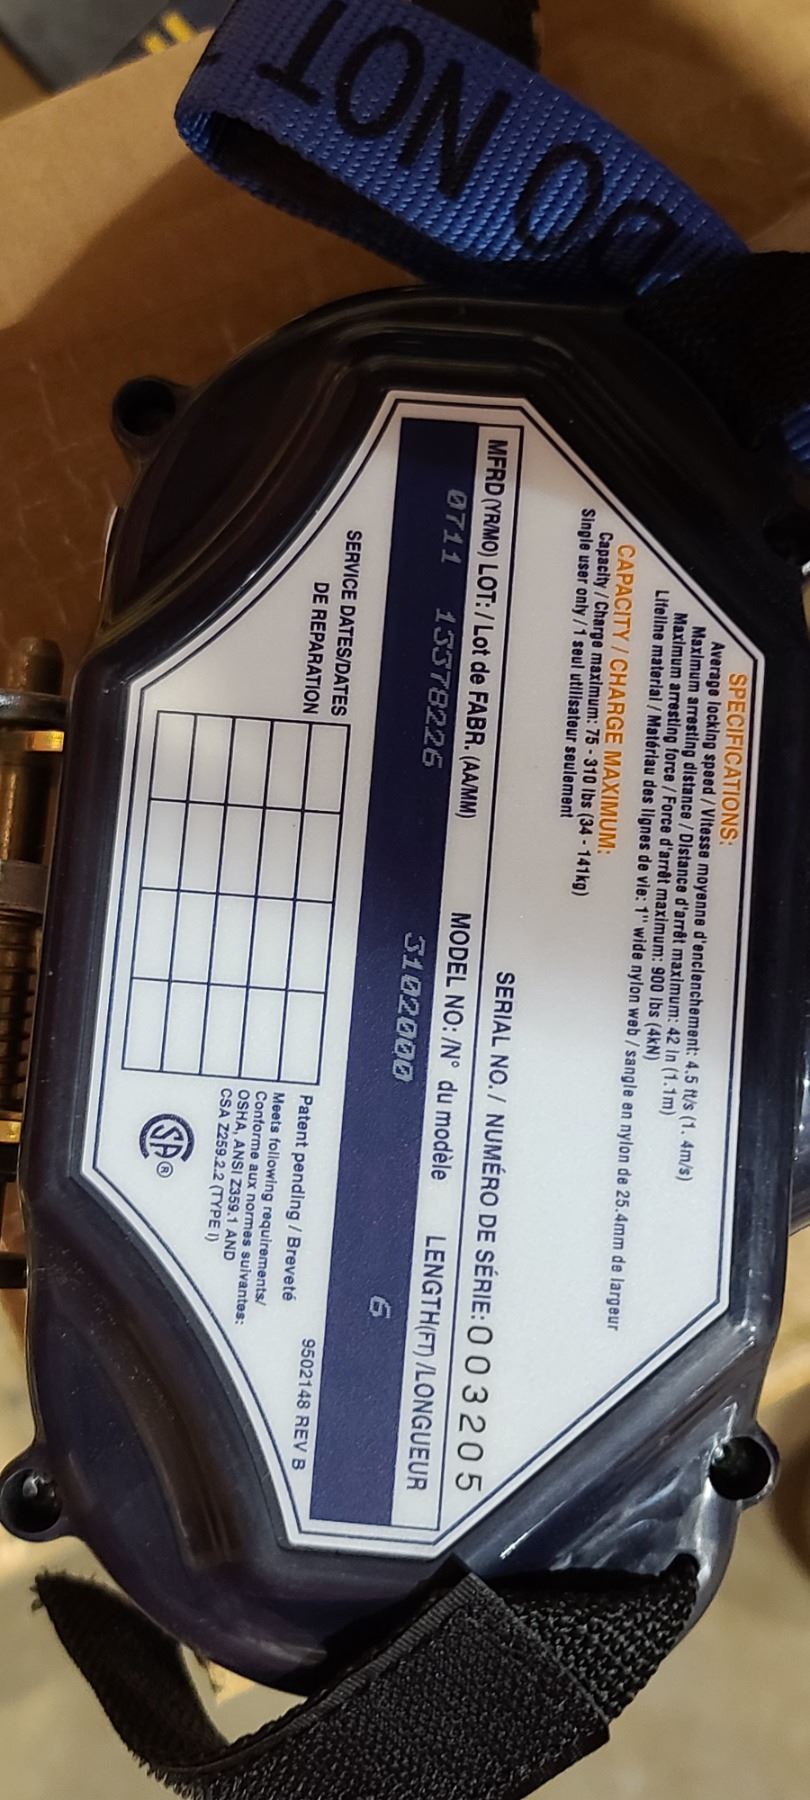 DO NOT
SPECIFICATIONS:
Average locking speed / Vitesse moyenne d'enclenchement: 4.5 ft/s (1. 4m/s)
Maximum arresting distance / Distance d'arrêt maximum: 42 in (1.1m)
Maximum arresting force / Force d'arrêt maximum: 900 lbs (4kN)
Lifeline material / Matériau des lignes de vie: 1" wide nylon web / sangle en nylon de 25.4mm de largeur
CAPACITY / CHARGE MAXIMUM:
Capacity / Charge maximum: 75 - 310 lbs (34 - 141kg)
Single user only / 1 seul utilisateur seulement
SERIAL NO. / NUMÉRO DE SÉRIE: 003205
MFRD (YR/MO) LOT: / Lot de FABR. (AA/MM) MODEL NO: /N° du modèle LENGTH(FT) /LONGUEUR
0711 13378226 3102000 6
SERVICE DATES/DATES
DE REPARATION
9502148 REV B
Patent pending / Breveté
Meets following requirements/
Conforme aux normes suivantes:
OSHA, ANSI Z359.1 AND
CSA Z259.2.2 (TYPE I)
SA®